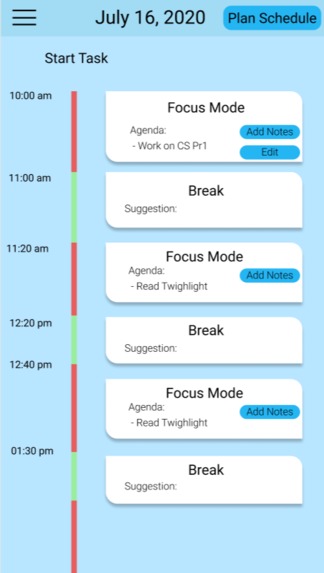 July 16, 2020
Plan Schedule
Start Task
10:00 am
Focus Mode
Agenda:
Add Notes
- Work on CS Pr1
Edit
11:00 am
Break
Suggestion:
11:20 am
Focus Mode
Agenda:
Add Notes
- Read Twighlight
12:20 pm
Break
Suggestion:
12:40 pm
Focus Mode
Agenda:
Add Notes
- Read Twighlight
01:30 pm
Break
Suggestion: